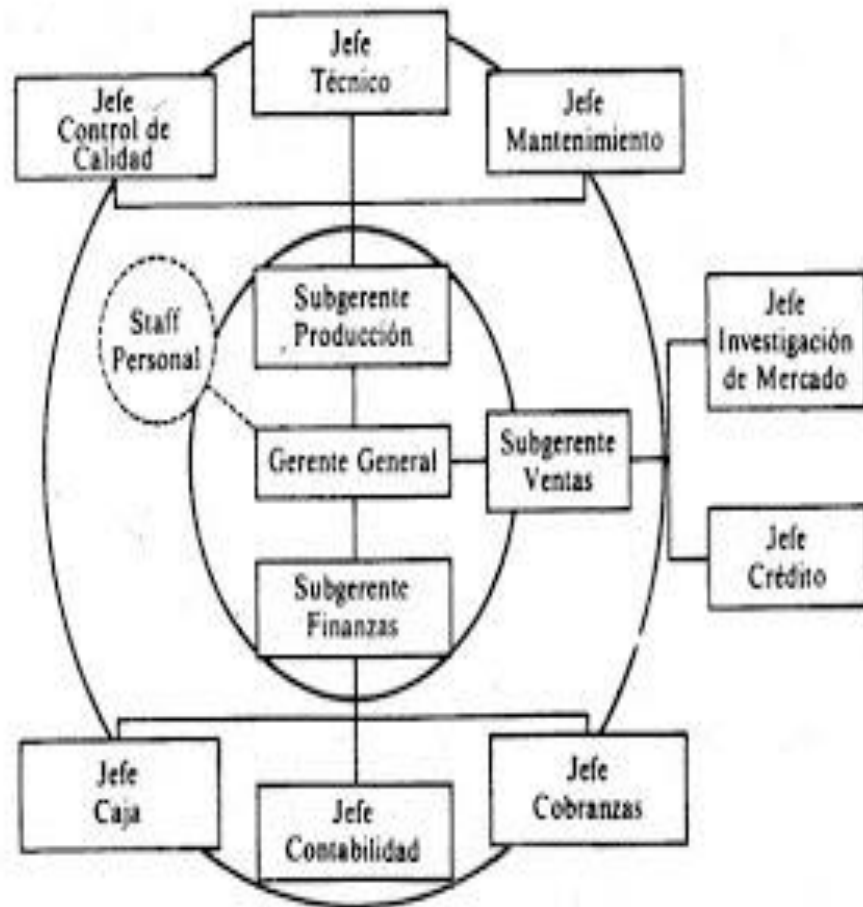 Jefe
Técnico
Jefe
Control de
Calidad
Jefe
Mantenimiento
Staff
Personal
Subgerente
Producción
Jefe
Investigación
de Mercado
Gerente General
Subgerente
Ventas
Subgerente
Finanzas
Jefe
Crédito
Jefe
Caja
Jefe
Contabilidad
Jefe
Cobranzas